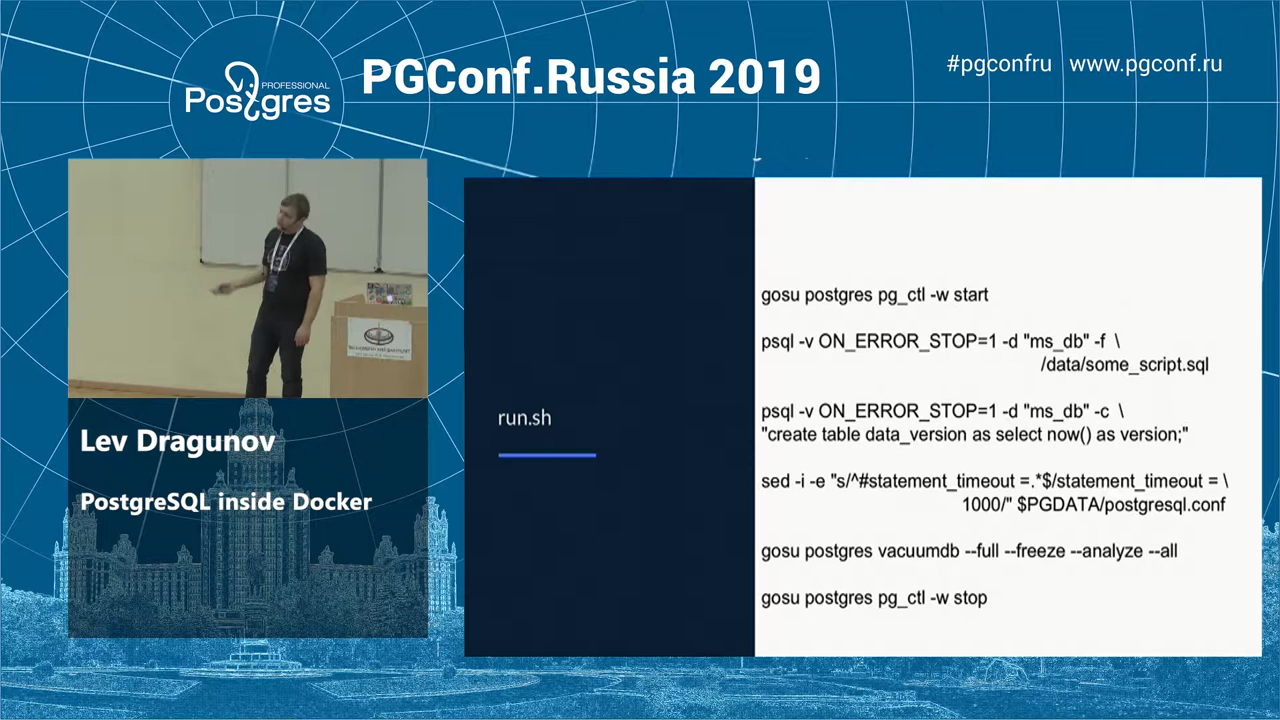 PROFESSIONAL
Postgres
PGConf.Russia 2019
#pgconfru www.pgconf.ru
Lev Dragunov
PostgreSQL inside Docker
run.sh
gosu postgres pg_ctl -w start
psql -v ON_ERROR_STOP=1 -d "ms_db" -f \
/data/some_script.sql
psql -v ON_ERROR_STOP=1 -d "ms_db" -c \
"create table data_version as select now() as version;"
sed -i -e "s/^#statement_timeout =.*$/statement_timeout = \
1000/" $PGDATA/postgresql.conf
gosu postgres vacuumdb --full --freeze --analyze --all
gosu postgres pg_ctl -w stop